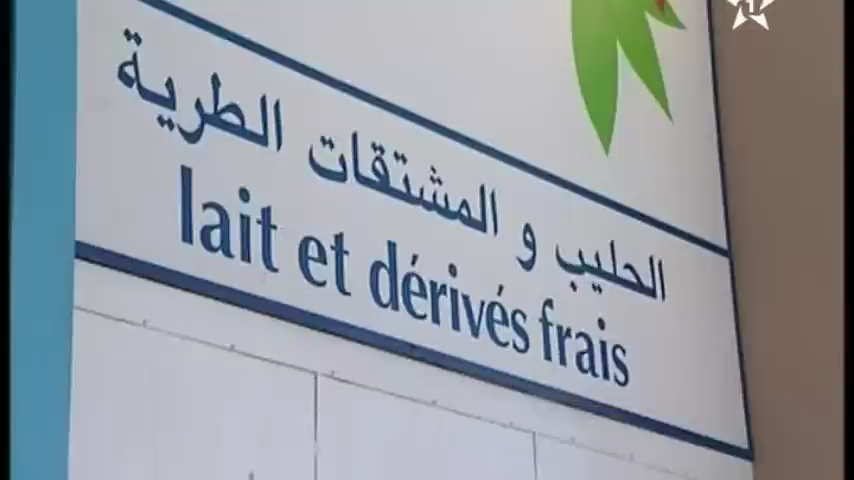 الحليب و المشتقات الطرية
lait et dérivés frais